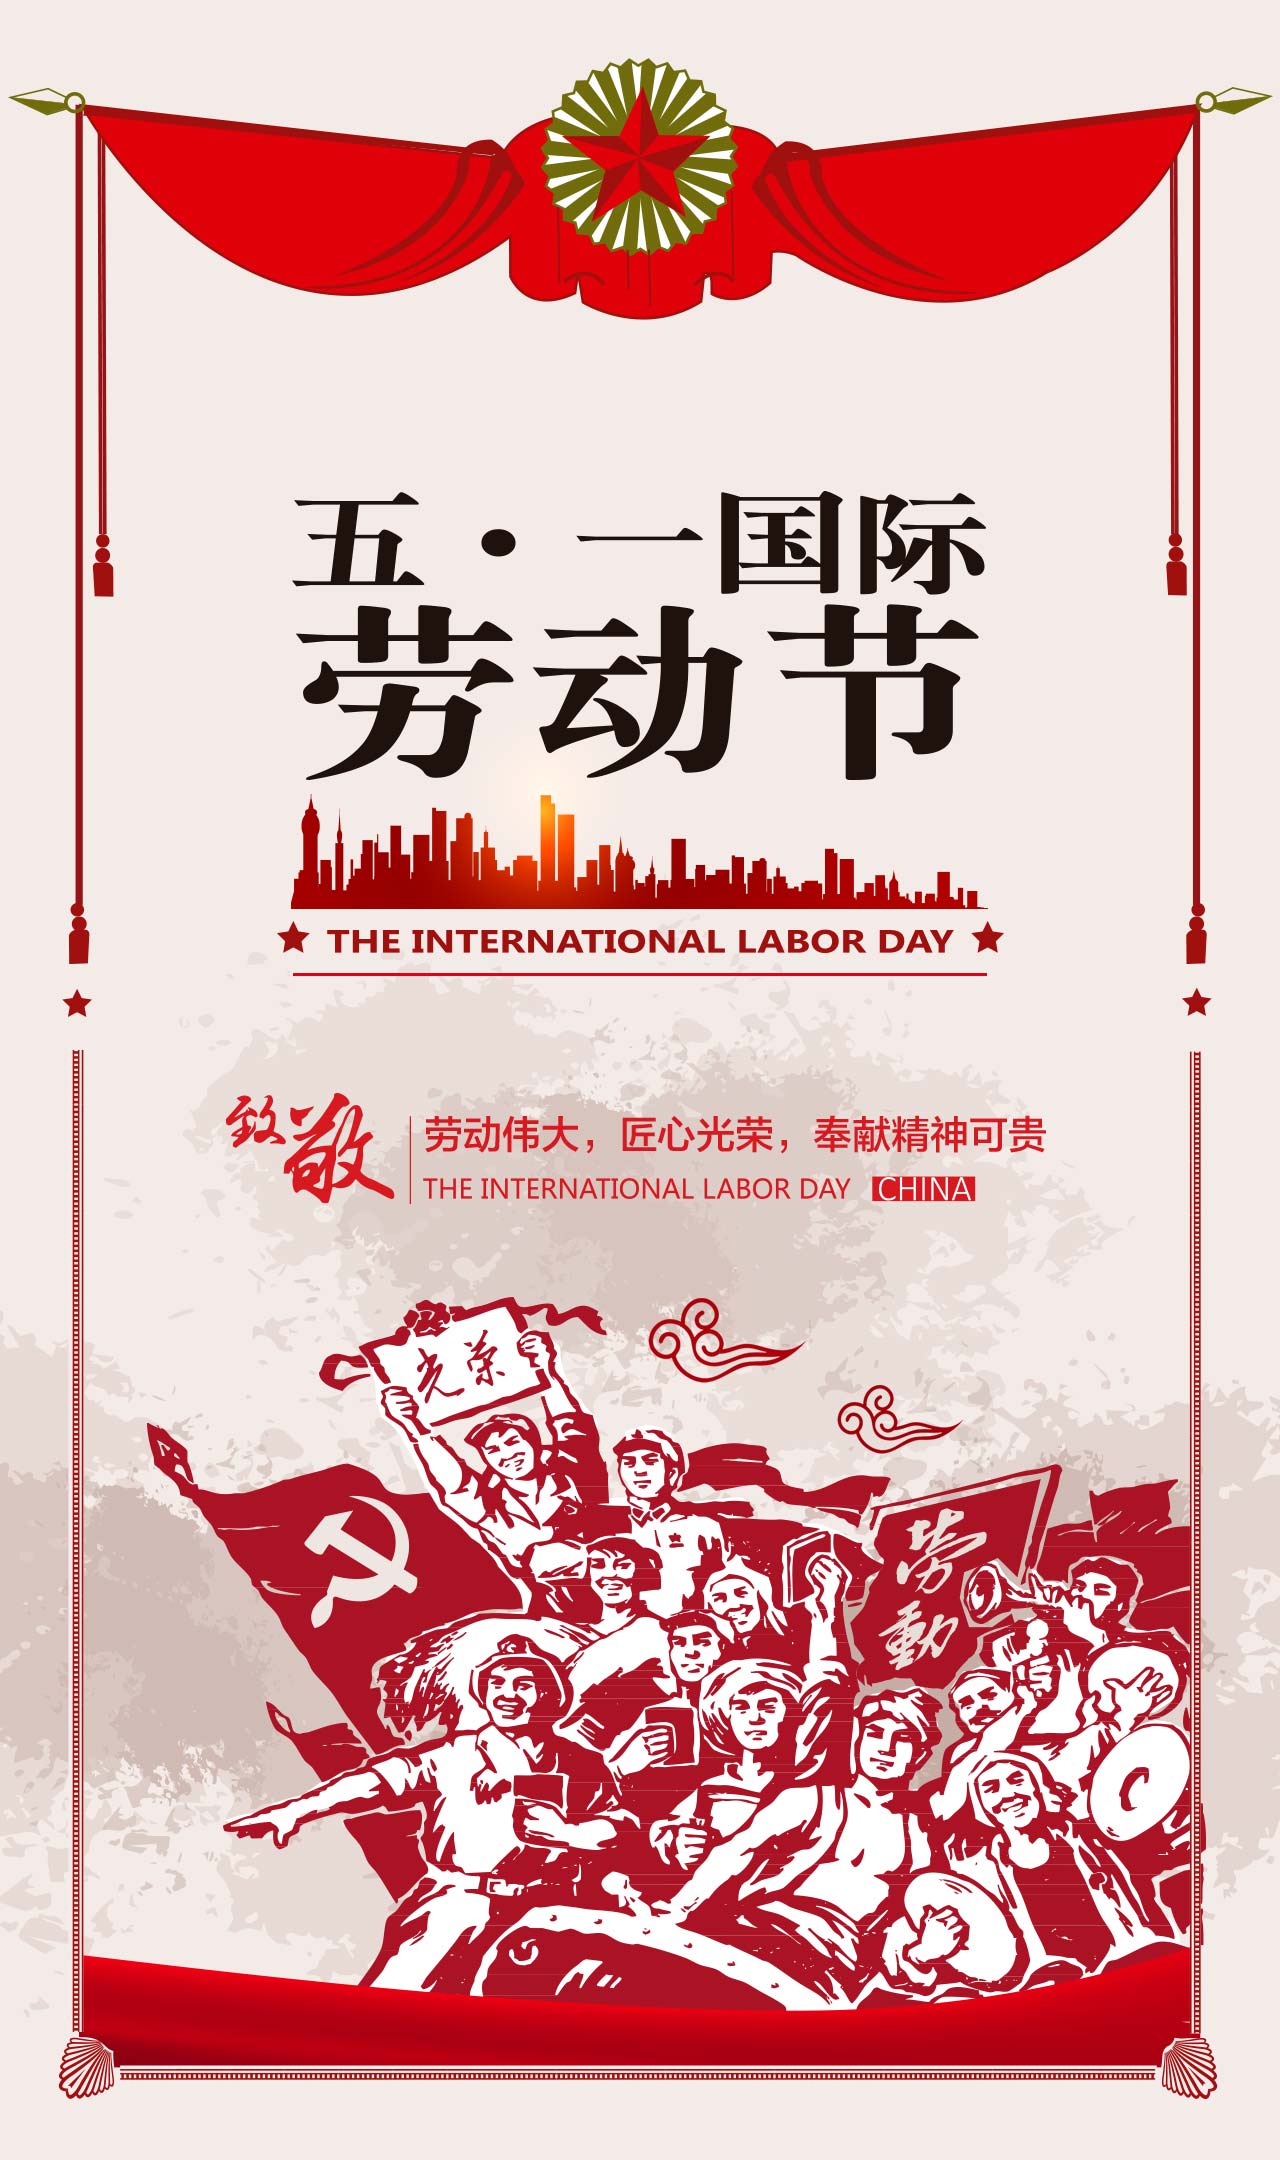 五·一国际
劳动节
THE INTERNATIONAL LABOR DAY
致敬
劳动伟大，匠心光荣，奉献精神可贵
THE INTERNATIONAL LABOR DAY CHINA
光荣
劳動